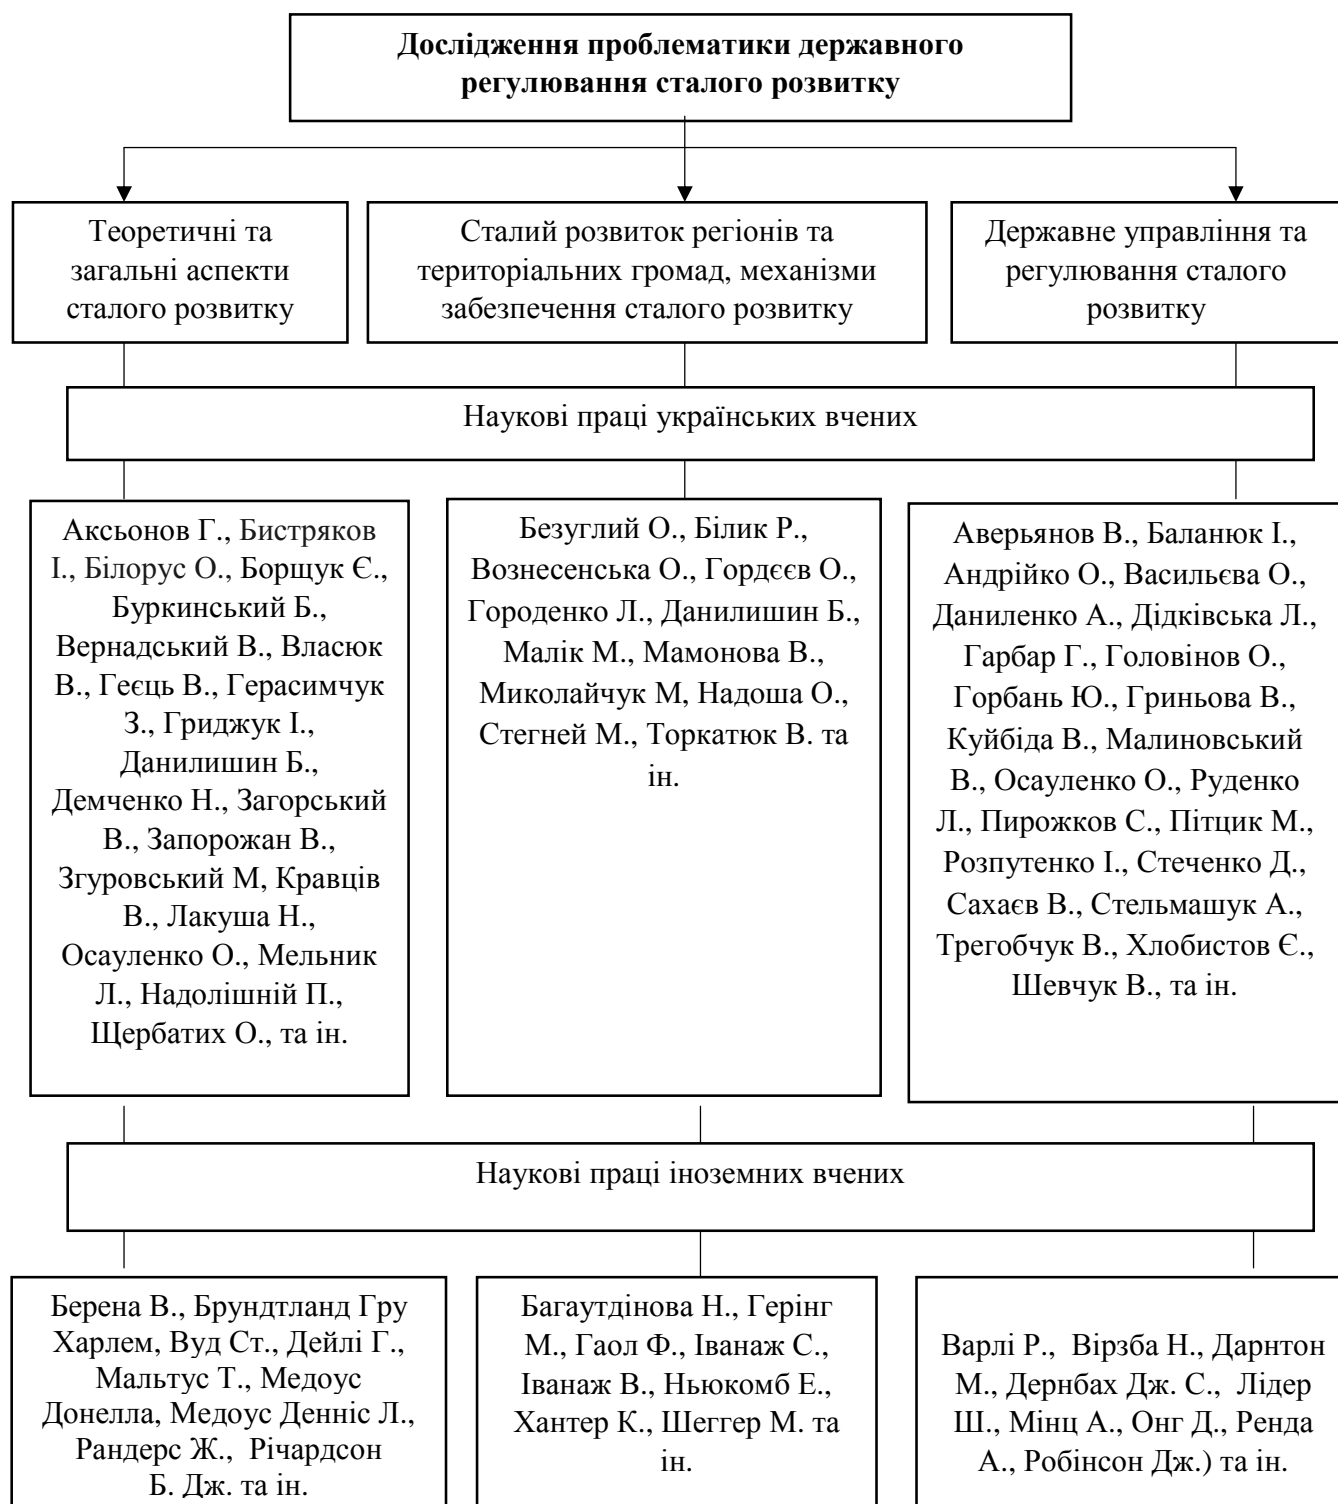 Дослідження проблематики державного
регулювання сталого розвитку
Теоретичні та
загальні аспекти
сталого розвитку
Сталий розвиток регіонів та
територіальних громад, механізми
забезпечення сталого розвитку
Державне управління та
регулювання сталого
розвитку
Наукові праці українських вчених
Аксьонов Г., Бистряков
І., Білорус О., Борщук Є.,
Буркинський Б.,
Вернадський В., Власюк
В., Геєць В., Герасимчук
З., Гриджук І.,
Данилишин Б.,
Демченко Н., Загорський
В., Запорожан В.,
Згуровський М, Кравців
В., Лакуша Н.,
Осауленко О., Мельник
Л., Надолішній П.,
Щербатих О., та ін.
Безуглий О., Білик Р.,
Вознесенська О., Гордєєв О.,
Городенко Л., Данилишин Б.,
Малік М., Мамонова В.,
Миколайчук М, Надоша О.,
Стегней М., Торкатюк В. та
ін.
Аверьянов В., Баланюк І.,
Андрійко О., Васильєва О.,
Даниленко А., Дідківська Л.,
Гарбар Г., Головінов О.,
Горбань Ю., Гриньова В.,
Куйбіда В., Малиновський
В., Осауленко О., Руденко
Л., Пирожков С., Пітцик М.,
Розпутенко І., Стеченко Д.,
Сахаєв В., Стельмашук А.,
Трегобчук В., Хлобистов Є.,
Шевчук В., та ін.
Наукові праці іноземних вчених
Берена В., Брундтланд Гру
Харлем, Вуд Ст., Дейлі Г.,
Мальтус Т., Медоус
Донелла, Медоус Денніс Л.,
Рандерс Ж., Річардсон
Б. Дж. та ін.
Багаутдінова Н., Герінг
М., Гаол Ф., Іванаж С.,
Іванаж В., Ньюкомб Е.,
Хантер К., Шеггер М. та
ін.
Варлі Р., Вірзба Н., Дарнтон
М., Дернбах Дж. С., Лідер
Ш., Мінц А., Онг Д., Ренда
А., Робінсон Дж.) та ін.